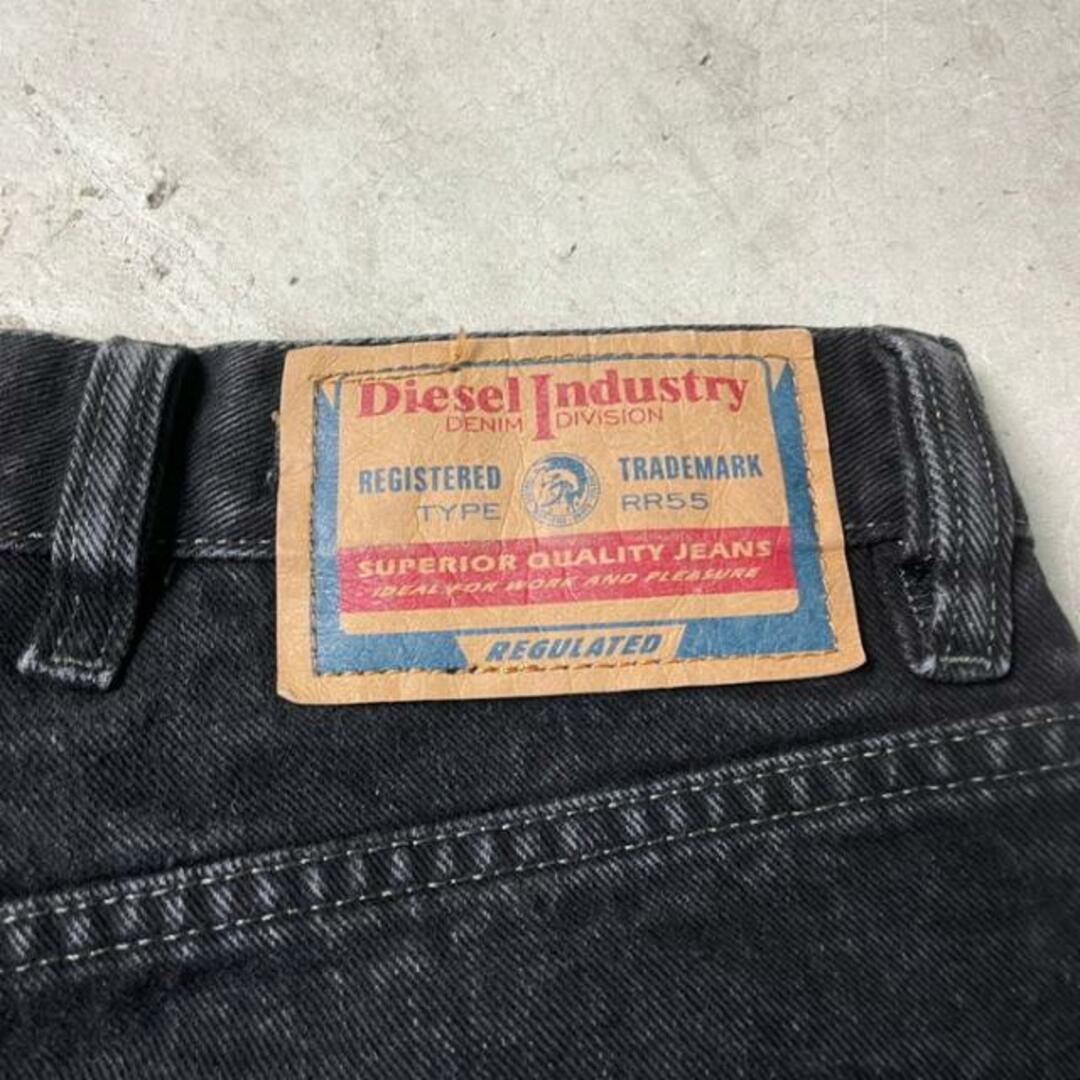 Diesel Industry
DENIM DIVISION
REGISTERED TRADEMARK
TYPE RR55
SUPERIOR QUALITY JEANS
IDEAL FOR WORK AND PLEASURE
REGULATED